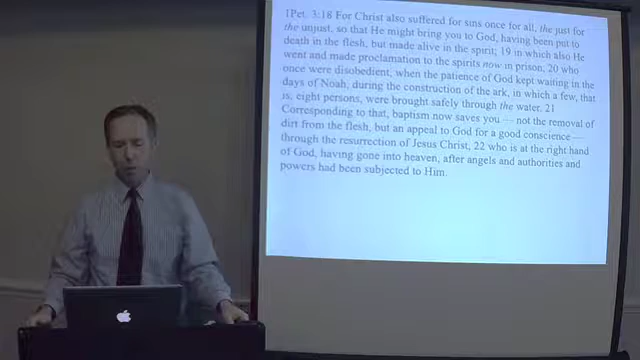 1Pet. 3:18 For Christ also suffered for sins once for all, the just for
the unjust, so that He might bring you to God, having been put to
death in the flesh, but made alive in the spirit; 19 in which also He
went and made proclamation to the spirits now in prison, 20 who
once were disobedient, when the patience of God kept waiting in the
days of Noah, during the construction of the ark, in which a few, that
is, eight persons, were brought safely through the water. 21
Corresponding to that, baptism now saves you — not the removal of
dirt from the flesh, but an appeal to God for a good conscience —
through the resurrection of Jesus Christ, 22 who is at the right hand
of God, having gone into heaven, after angels and authorities and
powers had been subjected to Him.